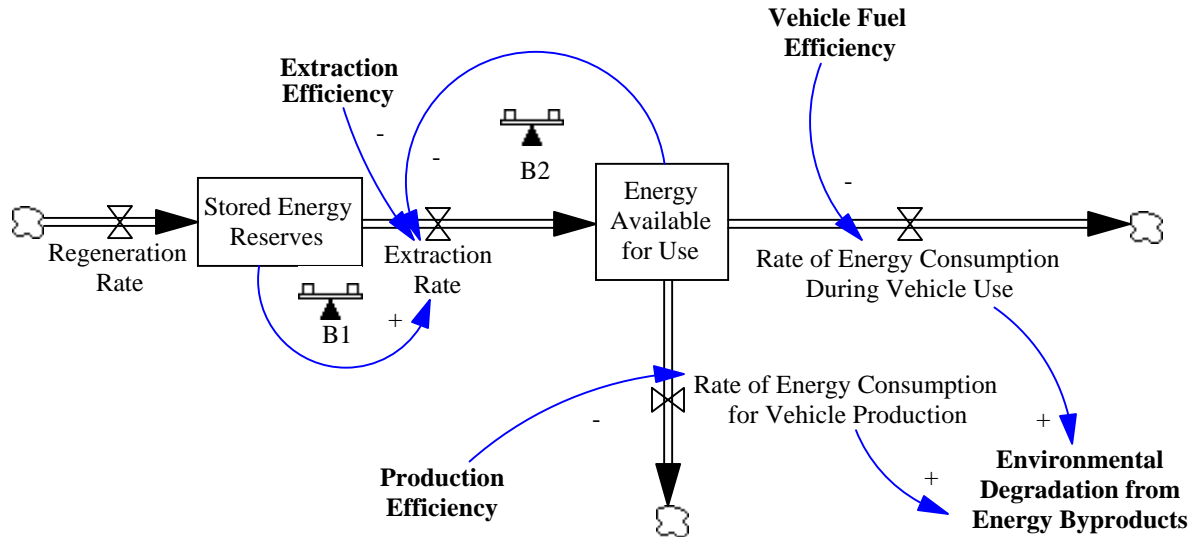 Vehicle Fuel
Efficiency
Extraction
Efficiency
-
-
B2
-
Stored Energy
Reserves
Energy
Available
for Use
Regeneration
Rate
Extraction
Rate
Rate of Energy Consumption
During Vehicle Use
B1
+
Rate of Energy Consumption
for Vehicle Production
-
+
+
Production
Efficiency
Environmental
Degradation from
Energy Byproducts